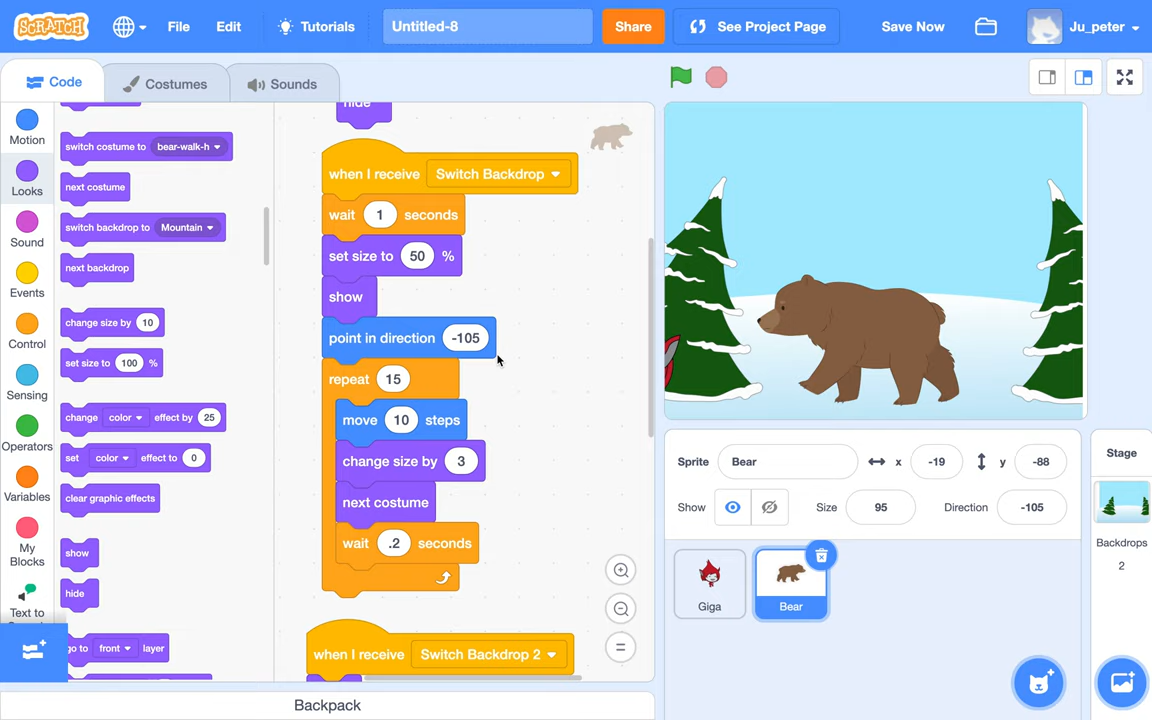 SCRATCH
File
Edit
Tutorials
Untitled-8
Share
See Project Page
Save Now
Ju_peter
Code
Costumes
Sounds
Motion
Looks
Sound
Events
Control
Sensing
Operators
Variables
My
Blocks
Text to
switch costume to bear-walk-h
next costume
switch backdrop to Mountain
next backdrop
change size by 10
set size to 100 %
change color effect by 25
set color effect to 0
clear graphic effects
show
hide
go to front layer
hide
when I receive Switch Backdrop
wait 1 seconds
set size to 50 %
show
point in direction -105
repeat 15
move 10 steps
change size by 3
next costume
wait .2 seconds
when I receive Switch Backdrop 2
Backpack
Sprite Bear x -19 y -88
Show Size 95 Direction -105
Giga
Bear
Stage
Backdrops
2